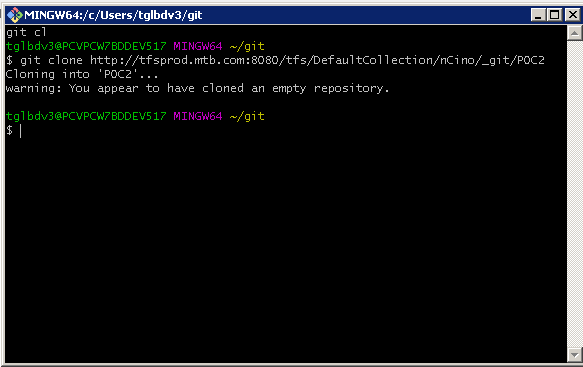 MINGW64:/c/Users/tglbdv3/git
git cl
tglbdv3@PCVPCW7BDDEV517 MINGW64 ~/git
$ git clone http://tfsprod.mtb.com:8080/tfs/DefaultCollection/nCino/_git/POC2
Cloning into 'POC2'...
warning: You appear to have cloned an empty repository.
tglbdv3@PCVPCW7BDDEV517 MINGW64 ~/git
$